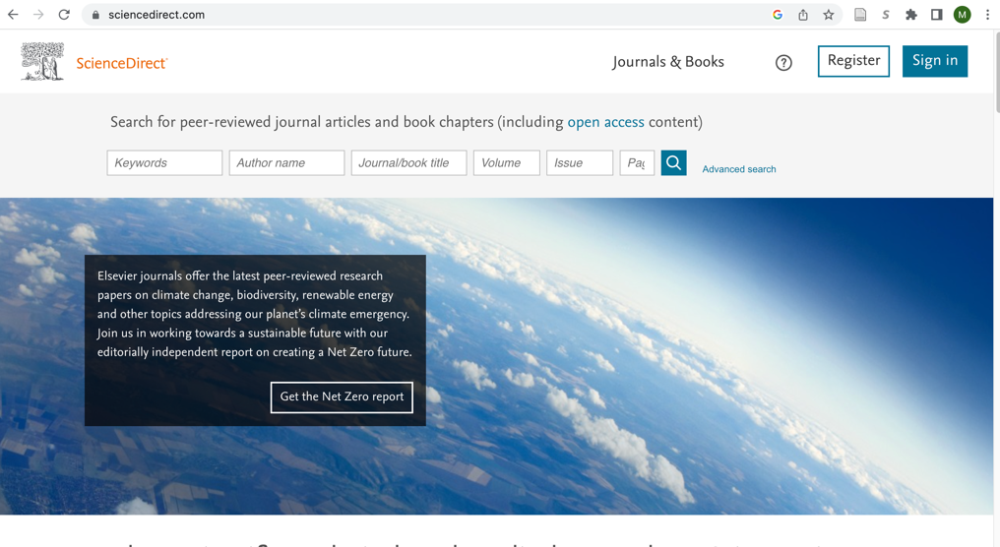 sciencedirect.com
M
ScienceDirect
Journals & Books
?
Register
Sign in
Search for peer-reviewed journal articles and book chapters (including open access content)
Keywords
Author name
Journal/book title
Volume
Issue
Advanced search
Elsevier journals offer the latest peer-reviewed research
papers on climate change, biodiversity, renewable energy
and other topics addressing our planet's climate emergency.
Join us in working towards a sustainable future with our
editorially independent report on creating a Net Zero future.
Get the Net Zero report